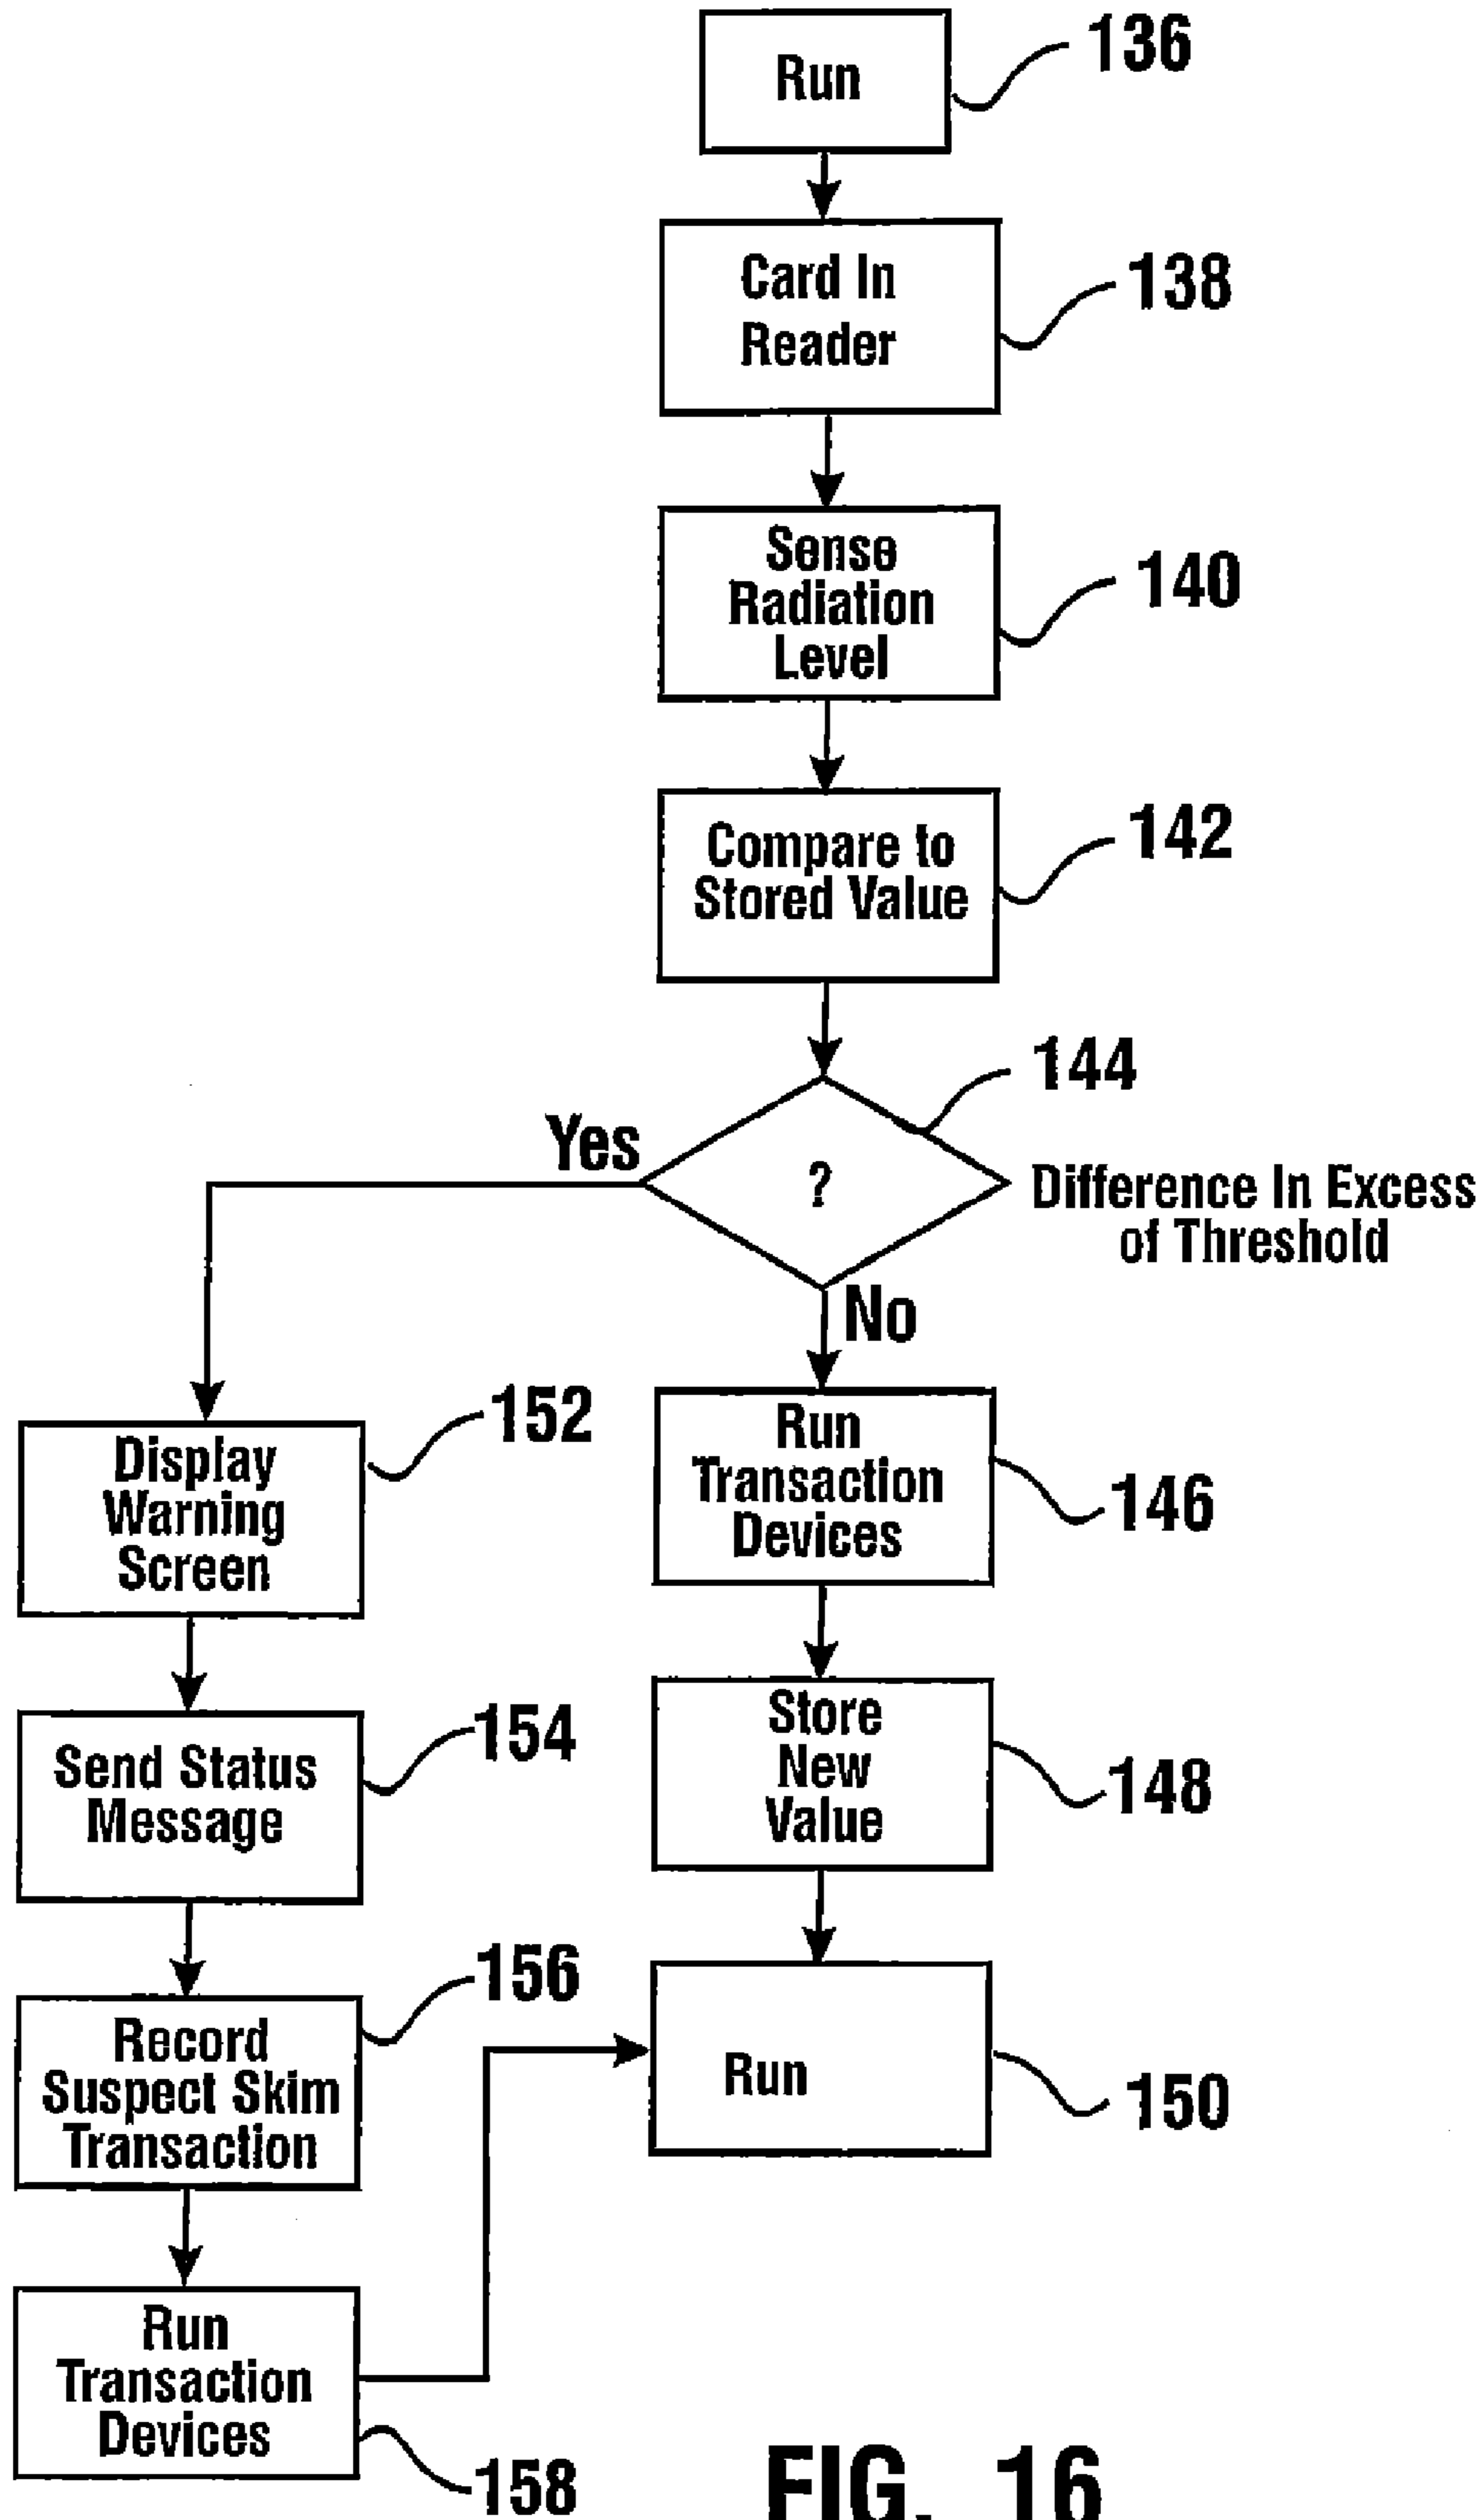 Run
136
Card In
Reader
138
Sense
Radiation
Level
140
Compare to
Stored Value
142
144
Yes
?
Difference In Excess
of Threshold
No
Display
Warning
Screen
152
Run
Transaction
Devices
146
Send Status
Message
154
Store
New
Value
148
Record
Suspect Skim
Transaction
156
Run
150
Run
Transaction
Devices
158
FIG. 16